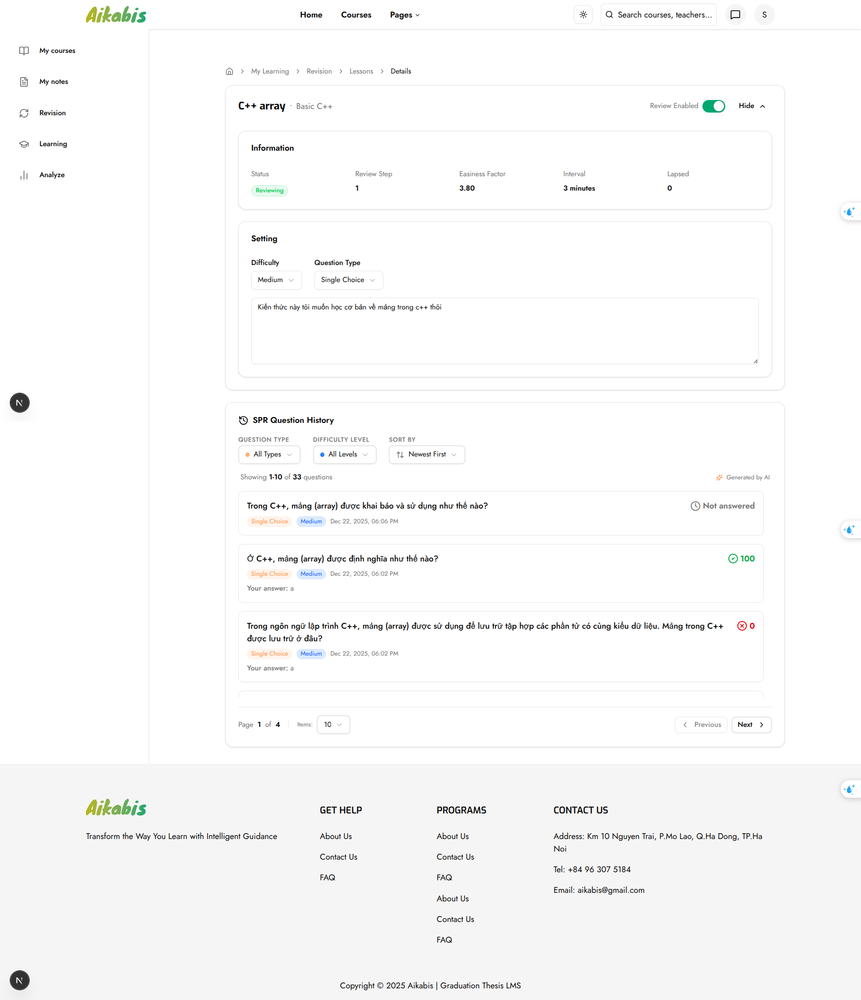 Aikabis
Home
Courses
Pages
Search courses, teachers...
S
My courses
My notes
Revision
Learning
Analyze
My Learning
Revision
Lessons
Details
C++ array · Basic C++
Review Enabled
Hide
Information
Status
Review Step
Easiness Factor
Interval
Lapsed
Reviewing
1
3.80
3 minutes
0
Setting
Difficulty
Question Type
Medium
Single Choice
Kiến thức này tôi muốn học cơ bản về mảng trong c++ thôi
N
SPR Question History
QUESTION TYPE
DIFFICULTY LEVEL
SORT BY
All Types
All Levels
Newest First
Showing 1-10 of 33 questions
Generated by AI
Trong C++, mảng (array) được khai báo và sử dụng như thế nào?
Not answered
Single Choice
Medium
Dec 22, 2025, 06:06 PM
Ở C++, mảng (array) được định nghĩa như thế nào?
100
Single Choice
Medium
Dec 22, 2025, 06:02 PM
Your answer: a
Trong ngôn ngữ lập trình C++, mảng (array) được sử dụng để lưu trữ tập hợp các phần tử có cùng kiểu dữ liệu. Mảng trong C++
được lưu trữ ở đâu?
0
Single Choice
Medium
Dec 22, 2025, 06:02 PM
Your answer: a
Page 1 of 4
Items:
10
Previous
Next
Aikabis
Transform the Way You Learn with Intelligent Guidance
GET HELP
About Us
Contact Us
FAQ
PROGRAMS
About Us
Contact Us
FAQ
About Us
Contact Us
FAQ
CONTACT US
Address: Km 10 Nguyen Trai, P.Mo Lao, Q.Ha Dong, TP.Ha
Noi
Tel: +84 96 307 5184
Email: aikabis@gmail.com
N
Copyright © 2025 Aikabis | Graduation Thesis LMS